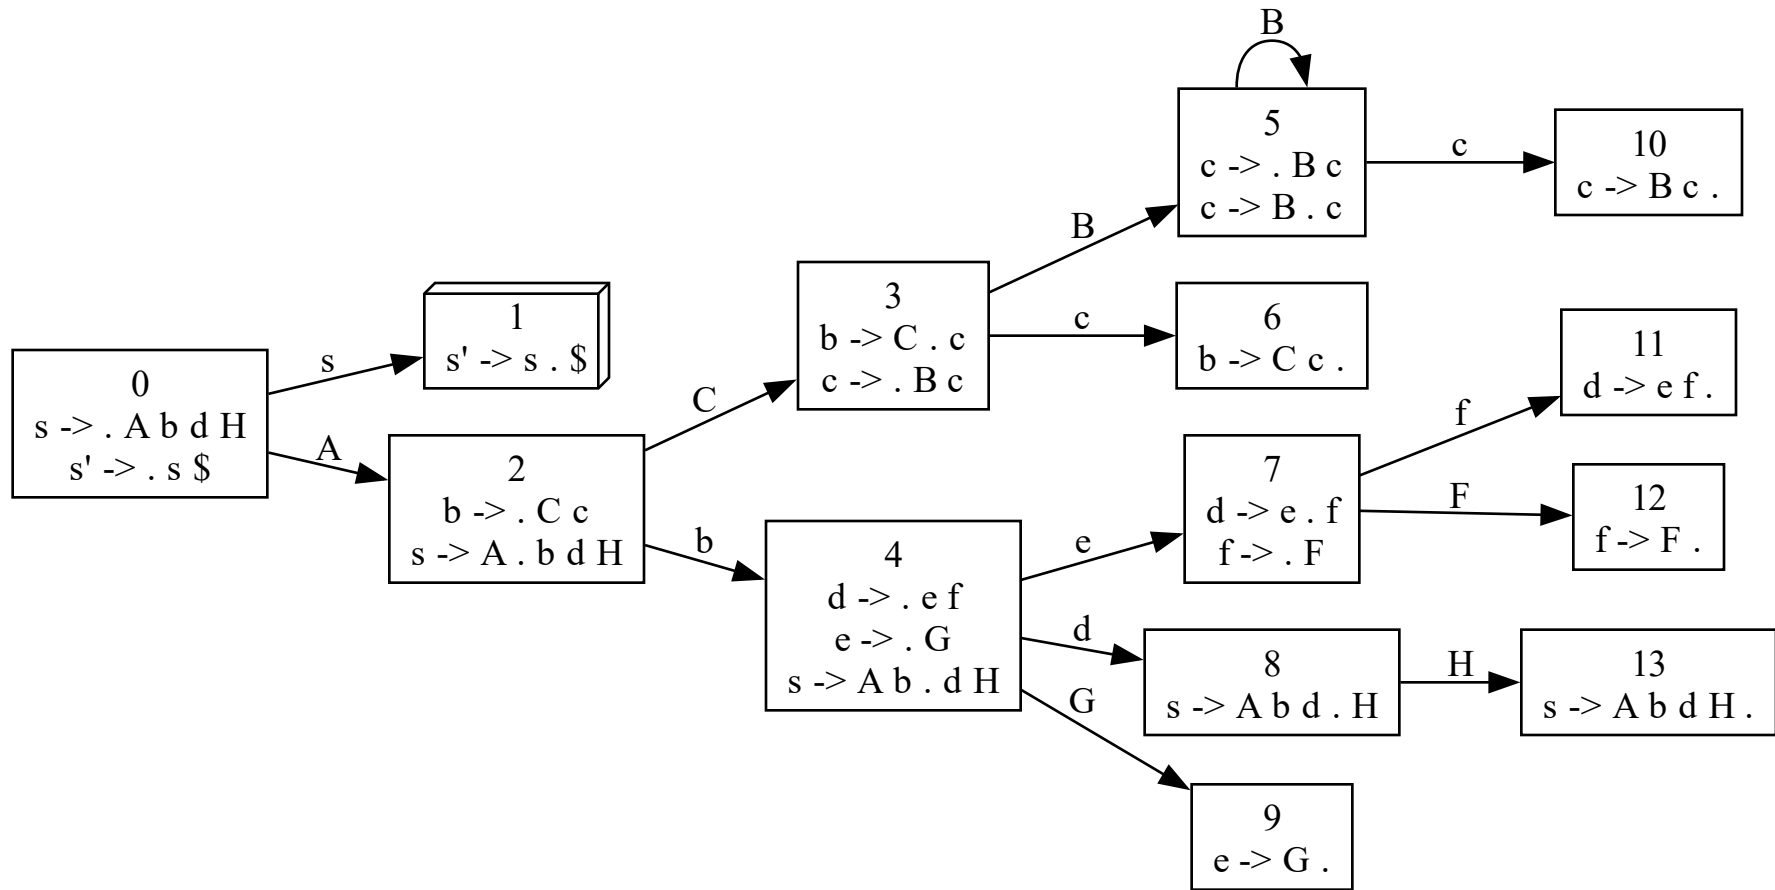 0
s -> . A b d H
s' -> . s $
s
A
1
s' -> s . $
2
b -> . C c
s -> A . b d H
C
b
3
b -> C . c
c -> . B c
4
d -> . e f
e -> . G
s -> A b . d H
B
c
e
d
G
B
5
c -> . B c
c -> B . c
6
b -> C c .
7
d -> e . f
f -> . F
8
s -> A b d . H
9
e -> G .
c
f
F
H
10
c -> B c .
11
d -> e f .
12
f -> F .
13
s -> A b d H .